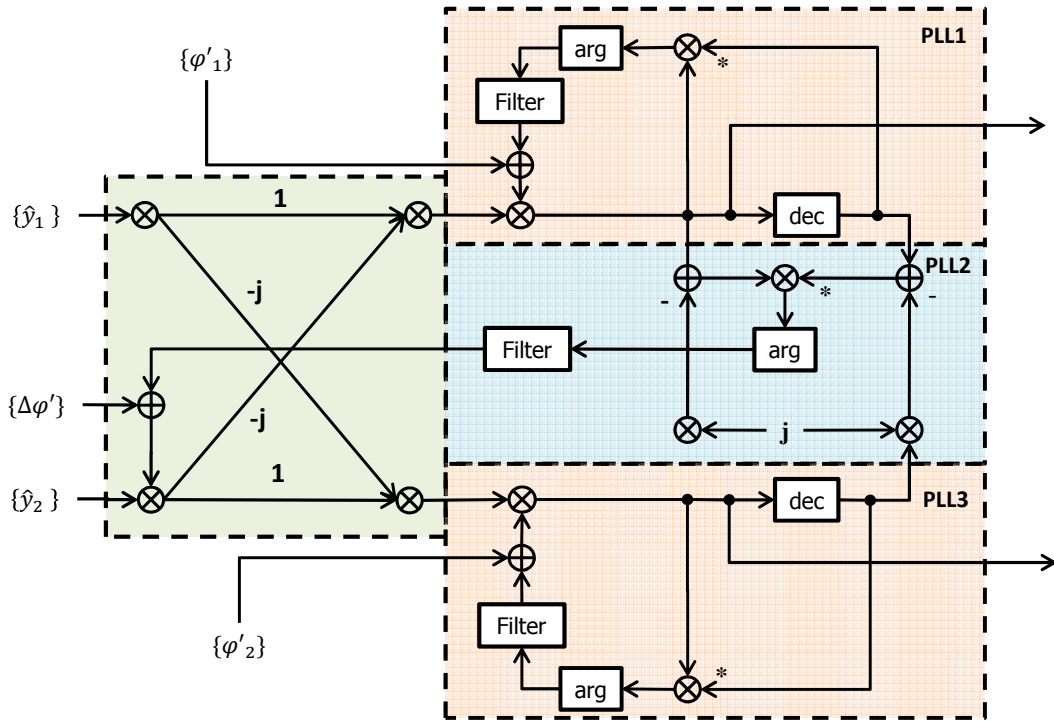 PLL1
arg
*
{φ′₁}
Filter
{ŷ₁ }
1
dec
PLL2
-j
-
*
-
Filter
arg
{Δφ′}
-j
j
{ŷ₂ }
1
dec
PLL3
Filter
{φ′₂}
arg
*